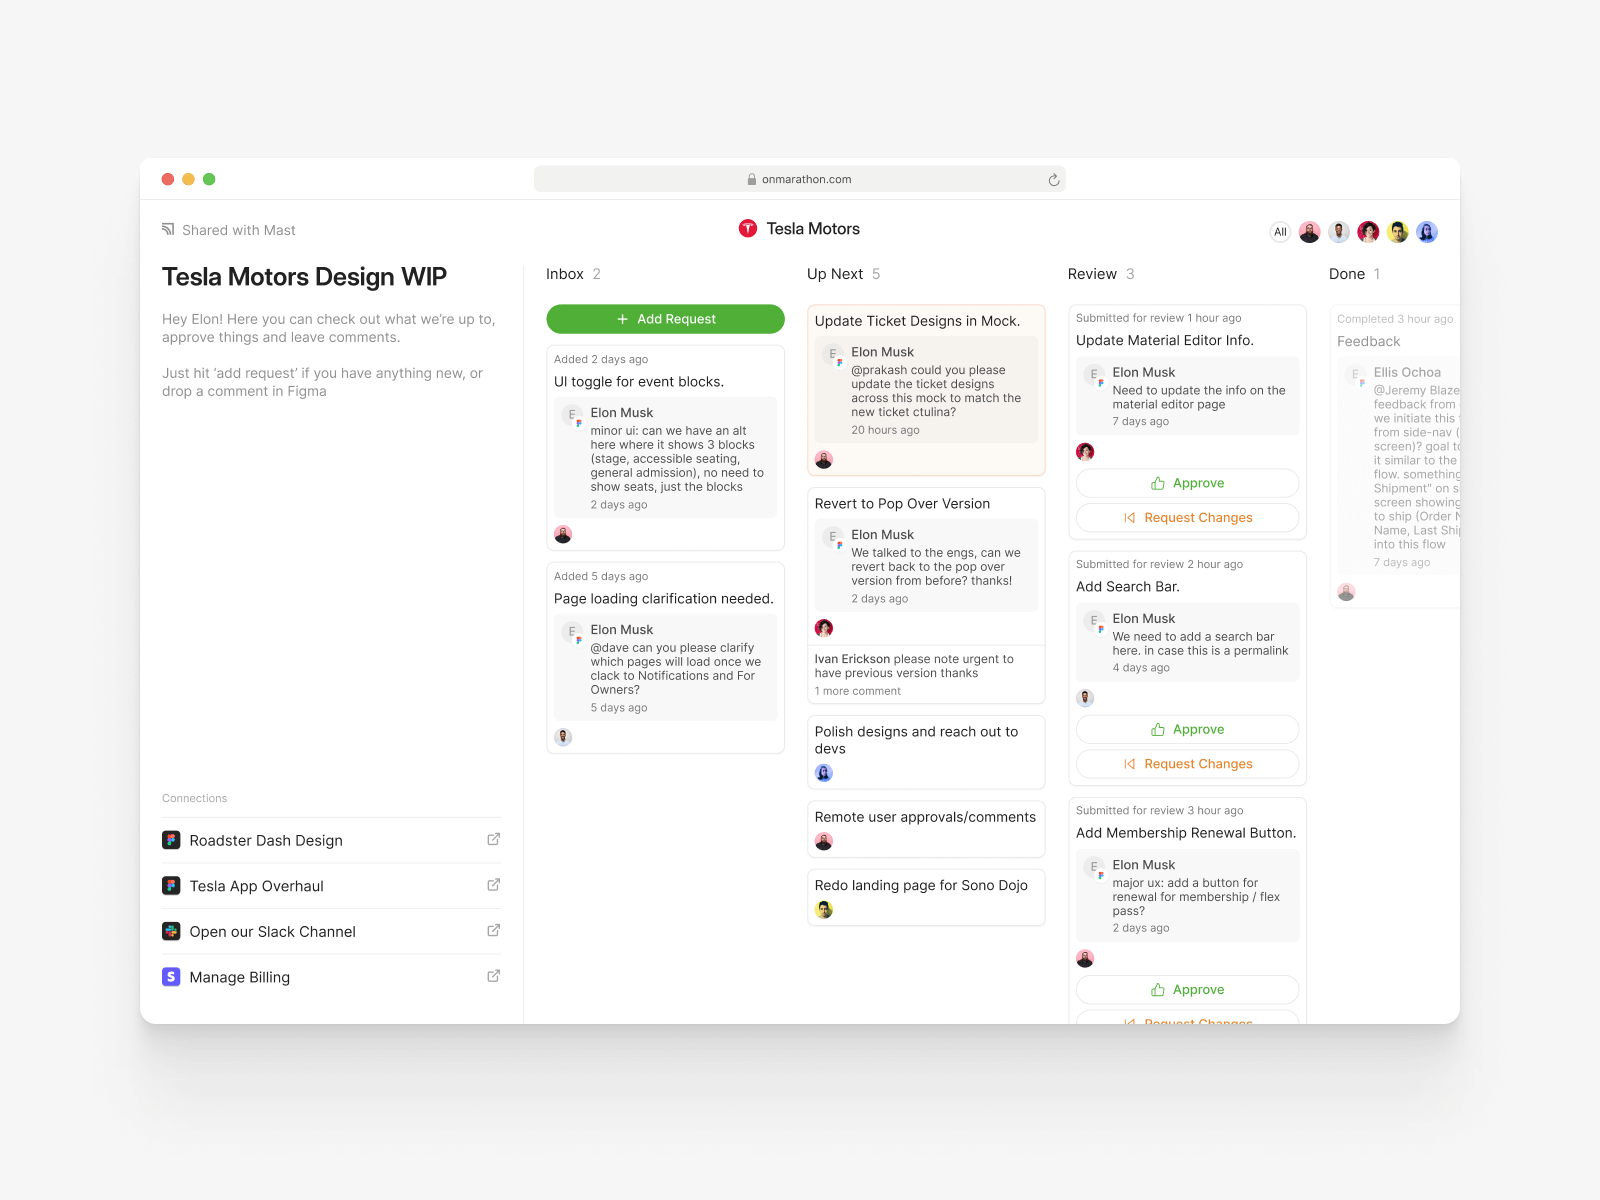 onmarathon.com
Shared with Mast
Tesla Motors
All
Tesla Motors Design WIP
Hey Elon! Here you can check out what we're up to,
approve things and leave comments.
Just hit 'add request' if you have anything new, or
drop a comment in Figma
Connections
Roadster Dash Design
Tesla App Overhaul
Open our Slack Channel
S
Manage Billing
Inbox 2
+ Add Request
Added 2 days ago
UI toggle for event blocks.
E
Elon Musk
minor ui: can we have an alt
here where it shows 3 blocks
(stage, accessible seating,
general admission), no need to
show seats, just the blocks
2 days ago
Added 5 days ago
Page loading clarification needed.
E
Elon Musk
@dave can you please clarify
which pages will load once we
clack to Notifications and For
Owners?
5 days ago
Up Next 5
Update Ticket Designs in Mock.
E
Elon Musk
@prakash could you please
update the ticket designs
across this mock to match the
new ticket ctulina?
20 hours ago
Revert to Pop Over Version
E
Elon Musk
We talked to the engs, can we
revert back to the pop over
version from before? thanks!
2 days ago
Ivan Erickson please note urgent to
have previous version thanks
1 more comment
Polish designs and reach out to
devs
Remote user approvals/comments
Redo landing page for Sono Dojo
Review 3
Submitted for review 1 hour ago
Update Material Editor Info.
E
Elon Musk
Need to update the info on the
material editor page
7 days ago
Approve
Request Changes
Submitted for review 2 hour ago
Add Search Bar.
E
Elon Musk
We need to add a search bar
here. in case this is a permalink
4 days ago
Approve
Request Changes
Submitted for review 3 hour ago
Add Membership Renewal Button.
E
Elon Musk
major ux: add a button for
renewal for membership / flex
pass?
2 days ago
Approve
Request Changes
Done 1
Completed 3 hour ago
Feedback
E
Ellis Ochoa
@Jeremy Blaze
feedback from
we initiate this
from side-nav (
screen)? goal to
it similar to the
flow. something
Shipment" on s
screen showing
to ship (Order N
Name, Last Ship
into this flow
7 days ago